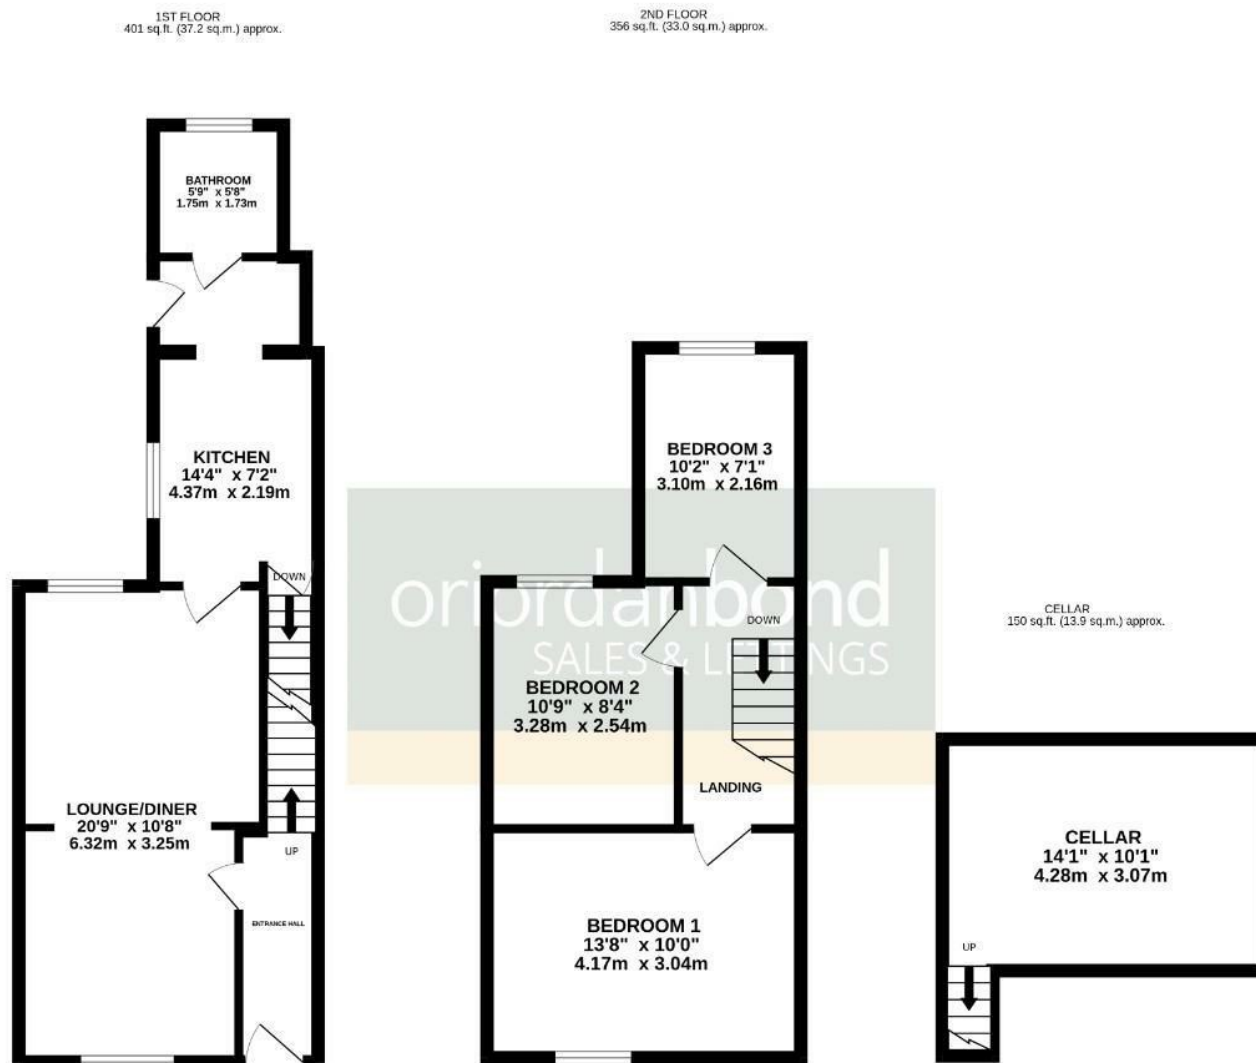 1ST FLOOR
401 sq.ft. (37.2 sq.m.) approx.
BATHROOM
5'9" x 5'8"
1.75m x 1.73m
KITCHEN
14'4" x 7'2"
4.37m x 2.19m
DOWN
LOUNGE/DINER
20'9" x 10'8"
6.32m x 3.25m
UP
ENTRANCE HALL
2ND FLOOR
356 sq.ft. (33.0 sq.m.) approx.
BEDROOM 3
10'2" x 7'1"
3.10m x 2.16m
oriordanbond
SALES & LETTINGS
DOWN
BEDROOM 2
10'9" x 8'4"
3.28m x 2.54m
LANDING
BEDROOM 1
13'8" x 10'0"
4.17m x 3.04m
CELLAR
150 sq.ft. (13.9 sq.m.) approx.
CELLAR
14'1" x 10'1"
4.28m x 3.07m
UP